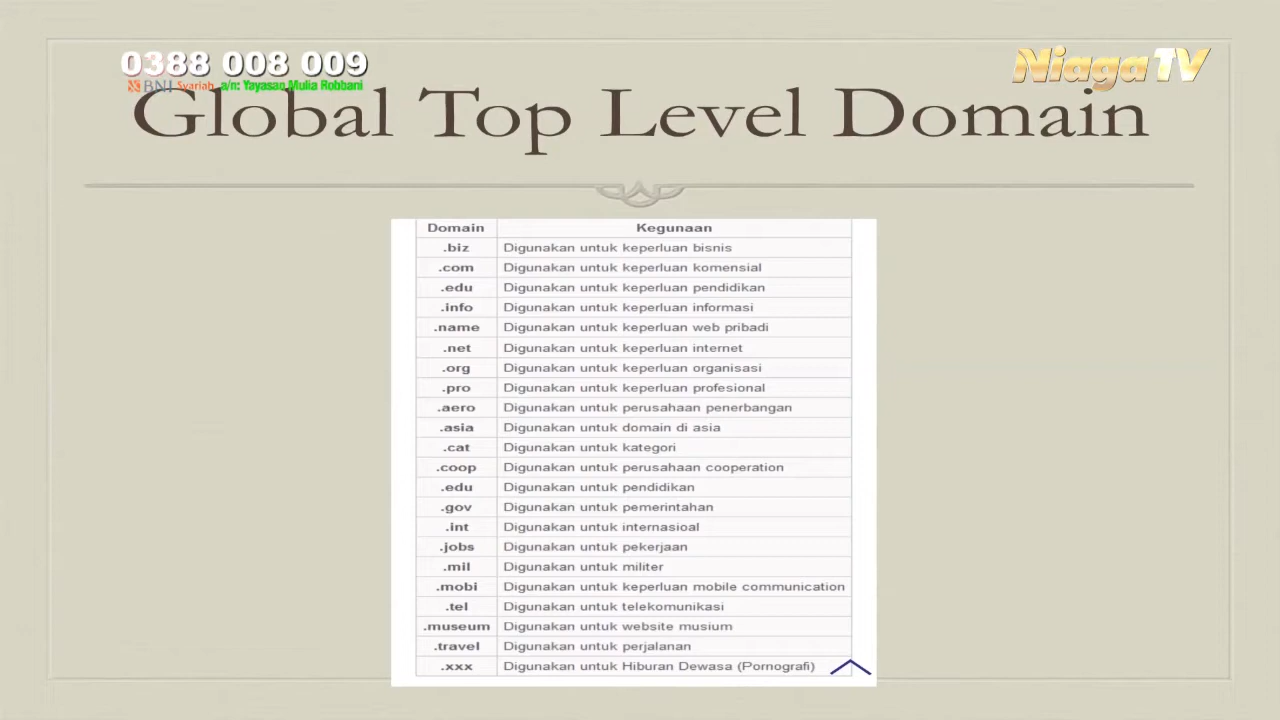 0388 008 009
Niaga TV
BNI Syariah a/n: Yayasan Mulia Robbani
Global Top Level Domain
Domain Kegunaan
.biz Digunakan untuk keperluan bisnis
.com Digunakan untuk keperluan komensial
.edu Digunakan untuk keperluan pendidikan
.info Digunakan untuk keperluan informasi
.name Digunakan untuk keperluan web pribadi
.net Digunakan untuk keperluan internet
.org Digunakan untuk keperluan organisasi
.pro Digunakan untuk keperluan profesional
.aero Digunakan untuk perusahaan penerbangan
.asia Digunakan untuk domain di asia
.cat Digunakan untuk kategori
.coop Digunakan untuk perusahaan cooperation
.edu Digunakan untuk pendidikan
.gov Digunakan untuk pemerintahan
.int Digunakan untuk internasioal
.jobs Digunakan untuk pekerjaan
.mil Digunakan untuk militer
.mobi Digunakan untuk keperluan mobile communication
.tel Digunakan untuk telekomunikasi
.museum Digunakan untuk website musium
.travel Digunakan untuk perjalanan
.xxx Digunakan untuk Hiburan Dewasa (Pornografi)